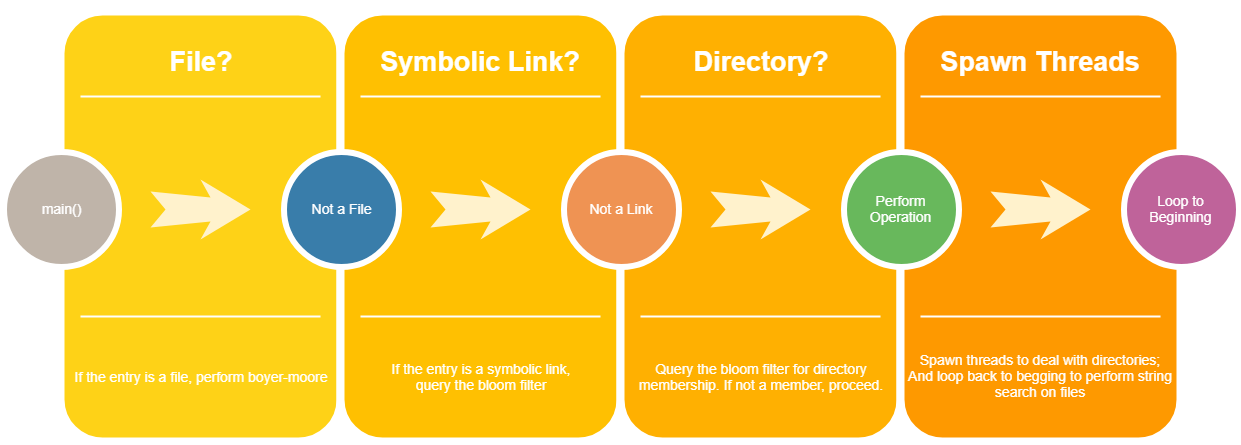 File?
Symbolic Link?
Directory?
Spawn Threads
main()
Not a File
Not a Link
Perform
Operation
Loop to
Beginning
If the entry is a file, perform boyer-moore
If the entry is a symbolic link,
query the bloom filter
Query the bloom filter for directory
membership. If not a member, proceed.
Spawn threads to deal with directories;
And loop back to begging to perform string
search on files